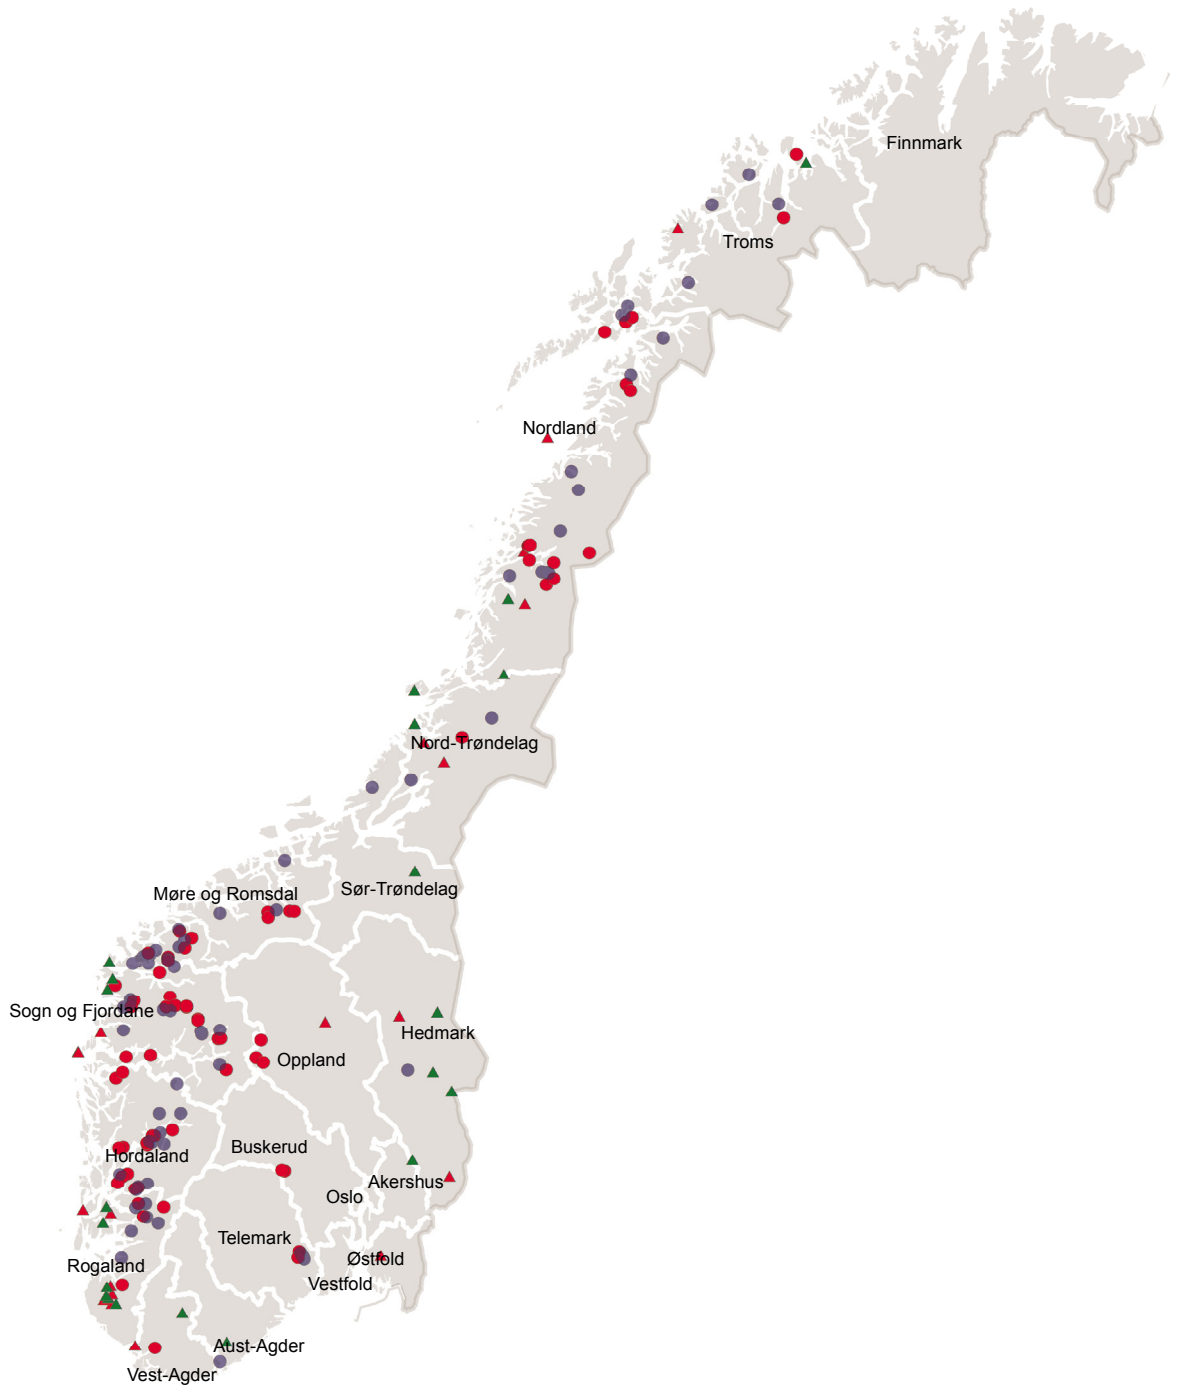 Finnmark
Troms
Nordland
Nord-Trøndelag
Sør-Trøndelag
Møre og Romsdal
Sogn og Fjordane
Hedmark
Oppland
Buskerud
Hordaland
Akershus
Oslo
Telemark
Østfold
Rogaland
Vestfold
Aust-Agder
Vest-Agder